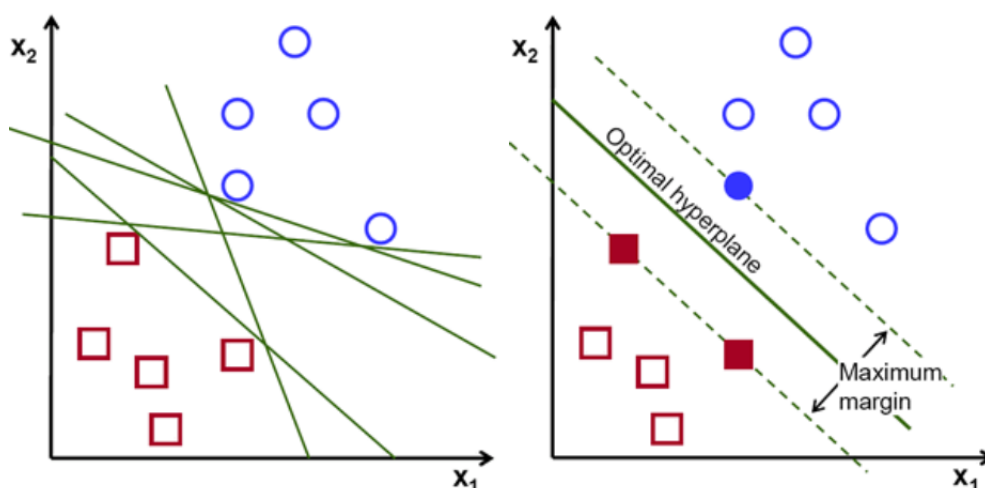 x₂
x₁
x₂
Optimal hyperplane
Maximum
margin
x₁